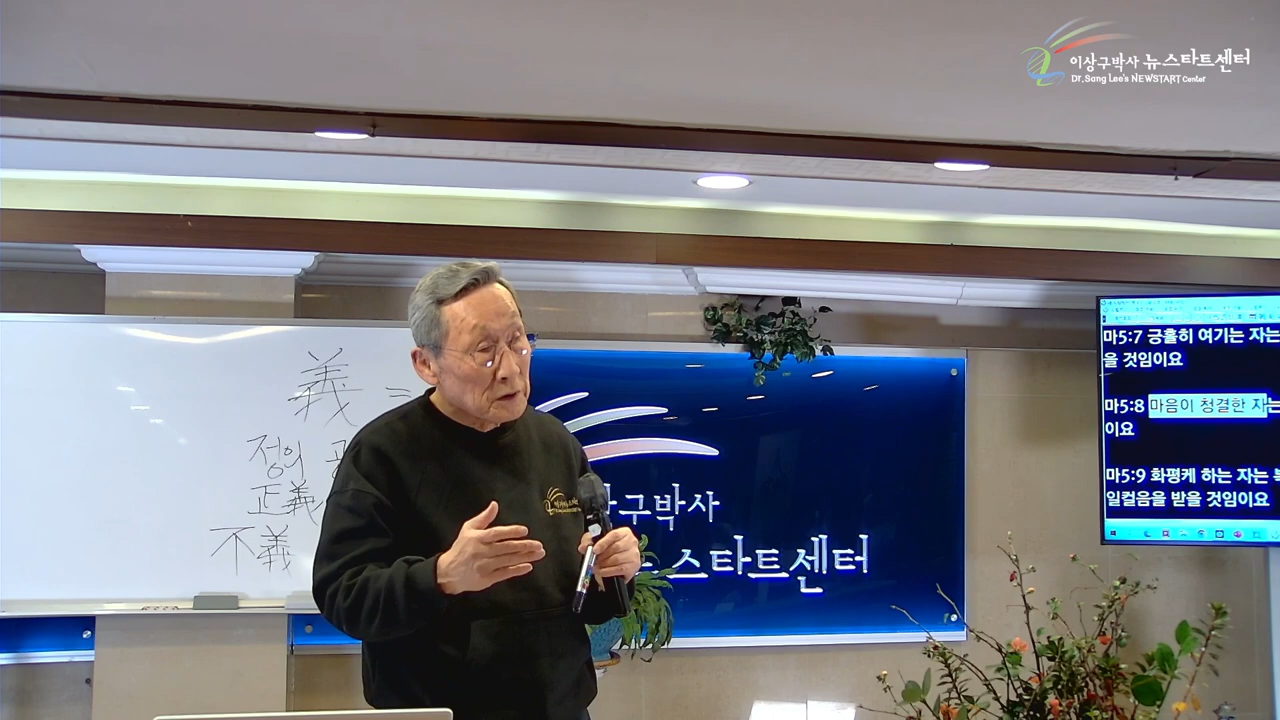 이상구박사 뉴스타트센터
Dr. Sang Lee's NEWSTART Center
義 =
정의
正義
不義
상구박사
뉴스타트센터
마5:7 긍휼히 여기는 자는
을 것임이요
마5:8 마음이 청결한 자는
이요
마5:9 화평케 하는 자는 복
일컬음을 받을 것임이요